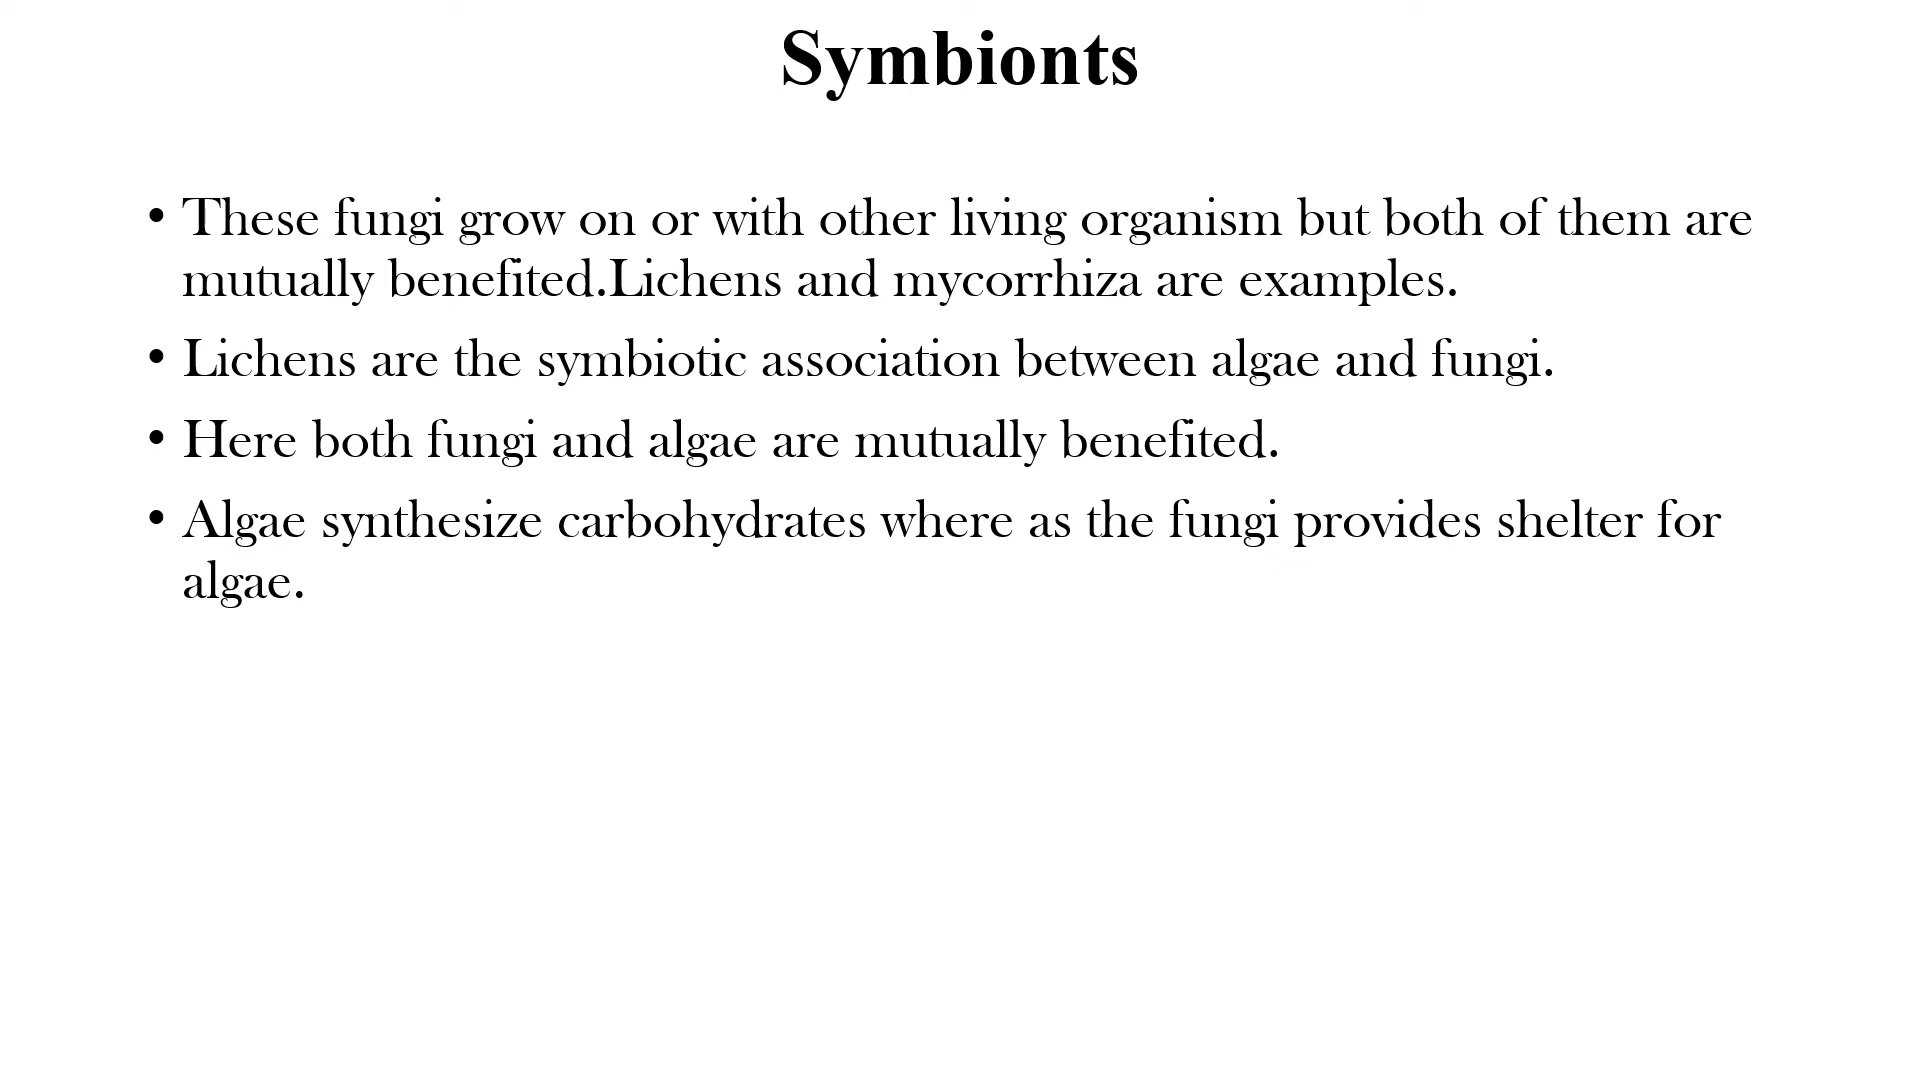 Symbionts
• These fungi grow on or with other living organism but both of them are
mutually benefited.Lichens and mycorrhiza are examples.
• Lichens are the symbiotic association between algae and fungi.
• Here both fungi and algae are mutually benefited.
• Algae synthesize carbohydrates where as the fungi provides shelter for
algae.